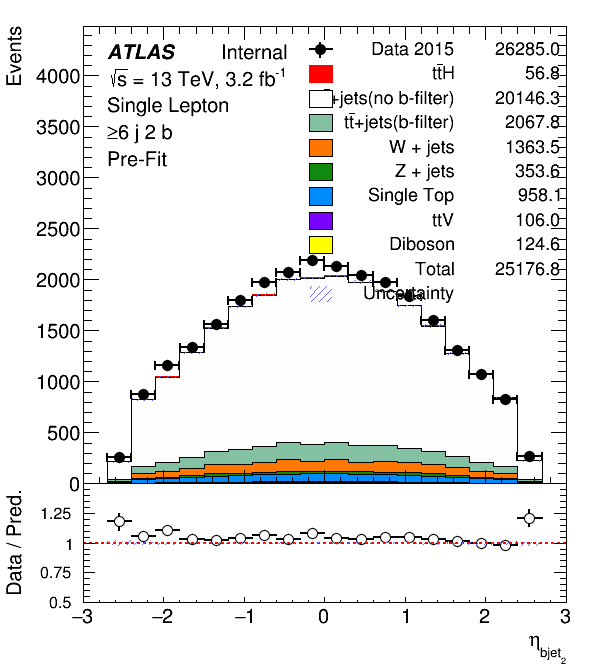 Events
ATLAS Internal
√s = 13 TeV, 3.2 fb⁻¹
Single Lepton
≥6 j 2 b
Pre-Fit
Data 2015 26285.0
tt̄H 56.8
+jets(no b-filter) 20146.3
tt̄+jets(b-filter) 2067.8
W + jets 1363.5
Z + jets 353.6
Single Top 958.1
ttV 106.0
Diboson 124.6
Total 25176.8
Uncertainty
4000
3500
3000
2500
2000
1500
1000
500
0
Data / Pred.
1.25
1
0.75
0.5
−3 −2 −1 0 1 2 3
η bjet 2